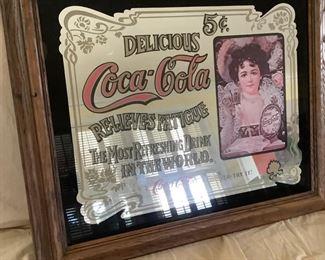 5¢
DELICIOUS
Coca-Cola
RELIEVES FATIGUE
THE MOST REFRESHING DRINK
IN THE WORLD.